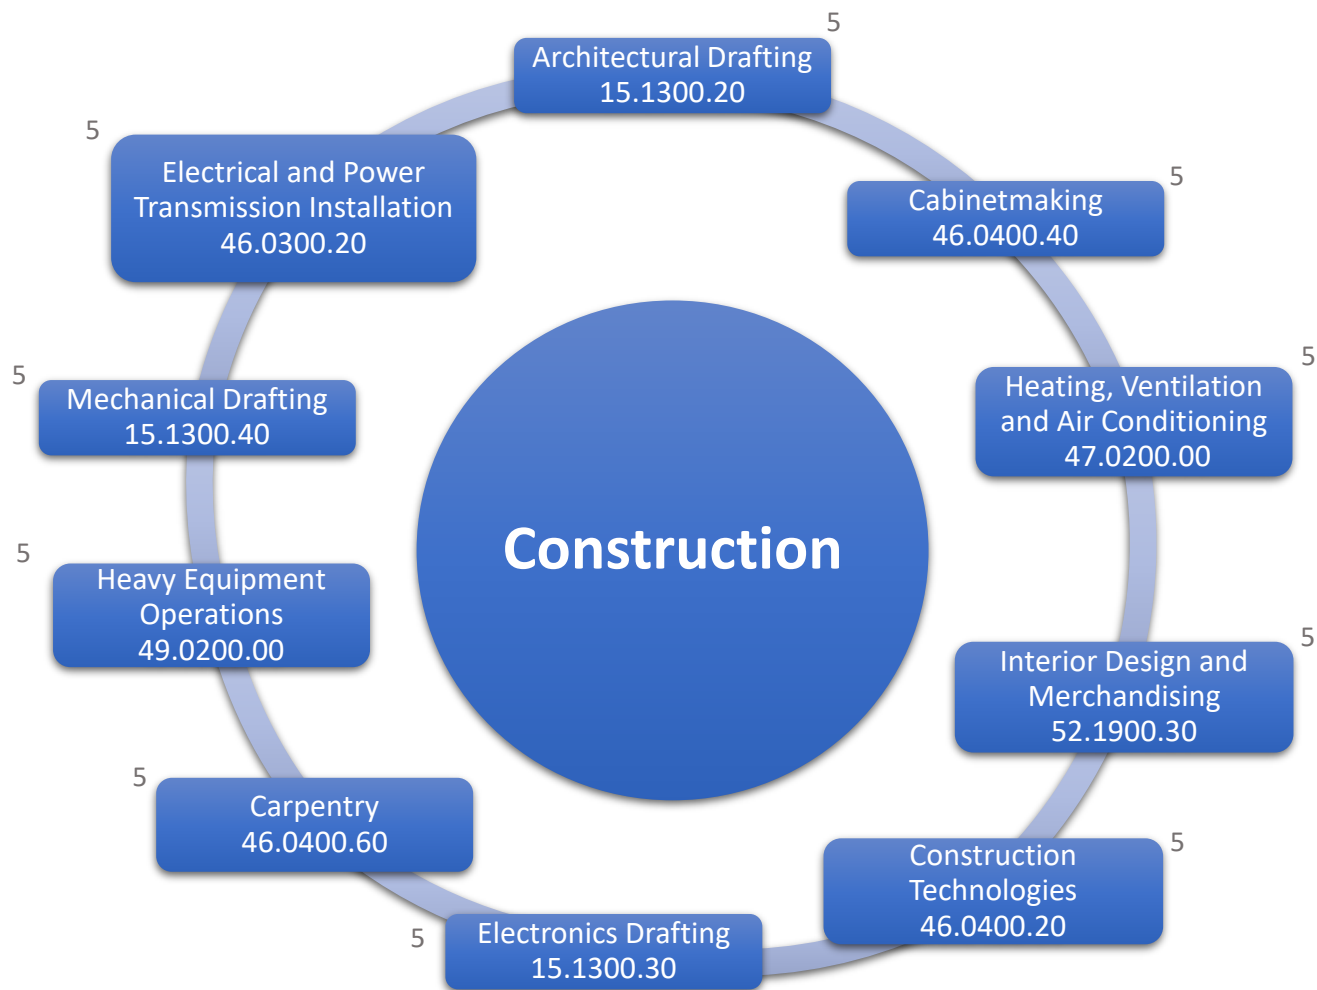 5
Architectural Drafting
15.1300.20
5
Cabinetmaking
46.0400.40
5
Heating, Ventilation
and Air Conditioning
47.0200.00
5
Interior Design and
Merchandising
52.1900.30
5
Construction
Technologies
46.0400.20
5
Electronics Drafting
15.1300.30
5
Carpentry
46.0400.60
5
Heavy Equipment
Operations
49.0200.00
5
Mechanical Drafting
15.1300.40
5
Electrical and Power
Transmission Installation
46.0300.20
Construction